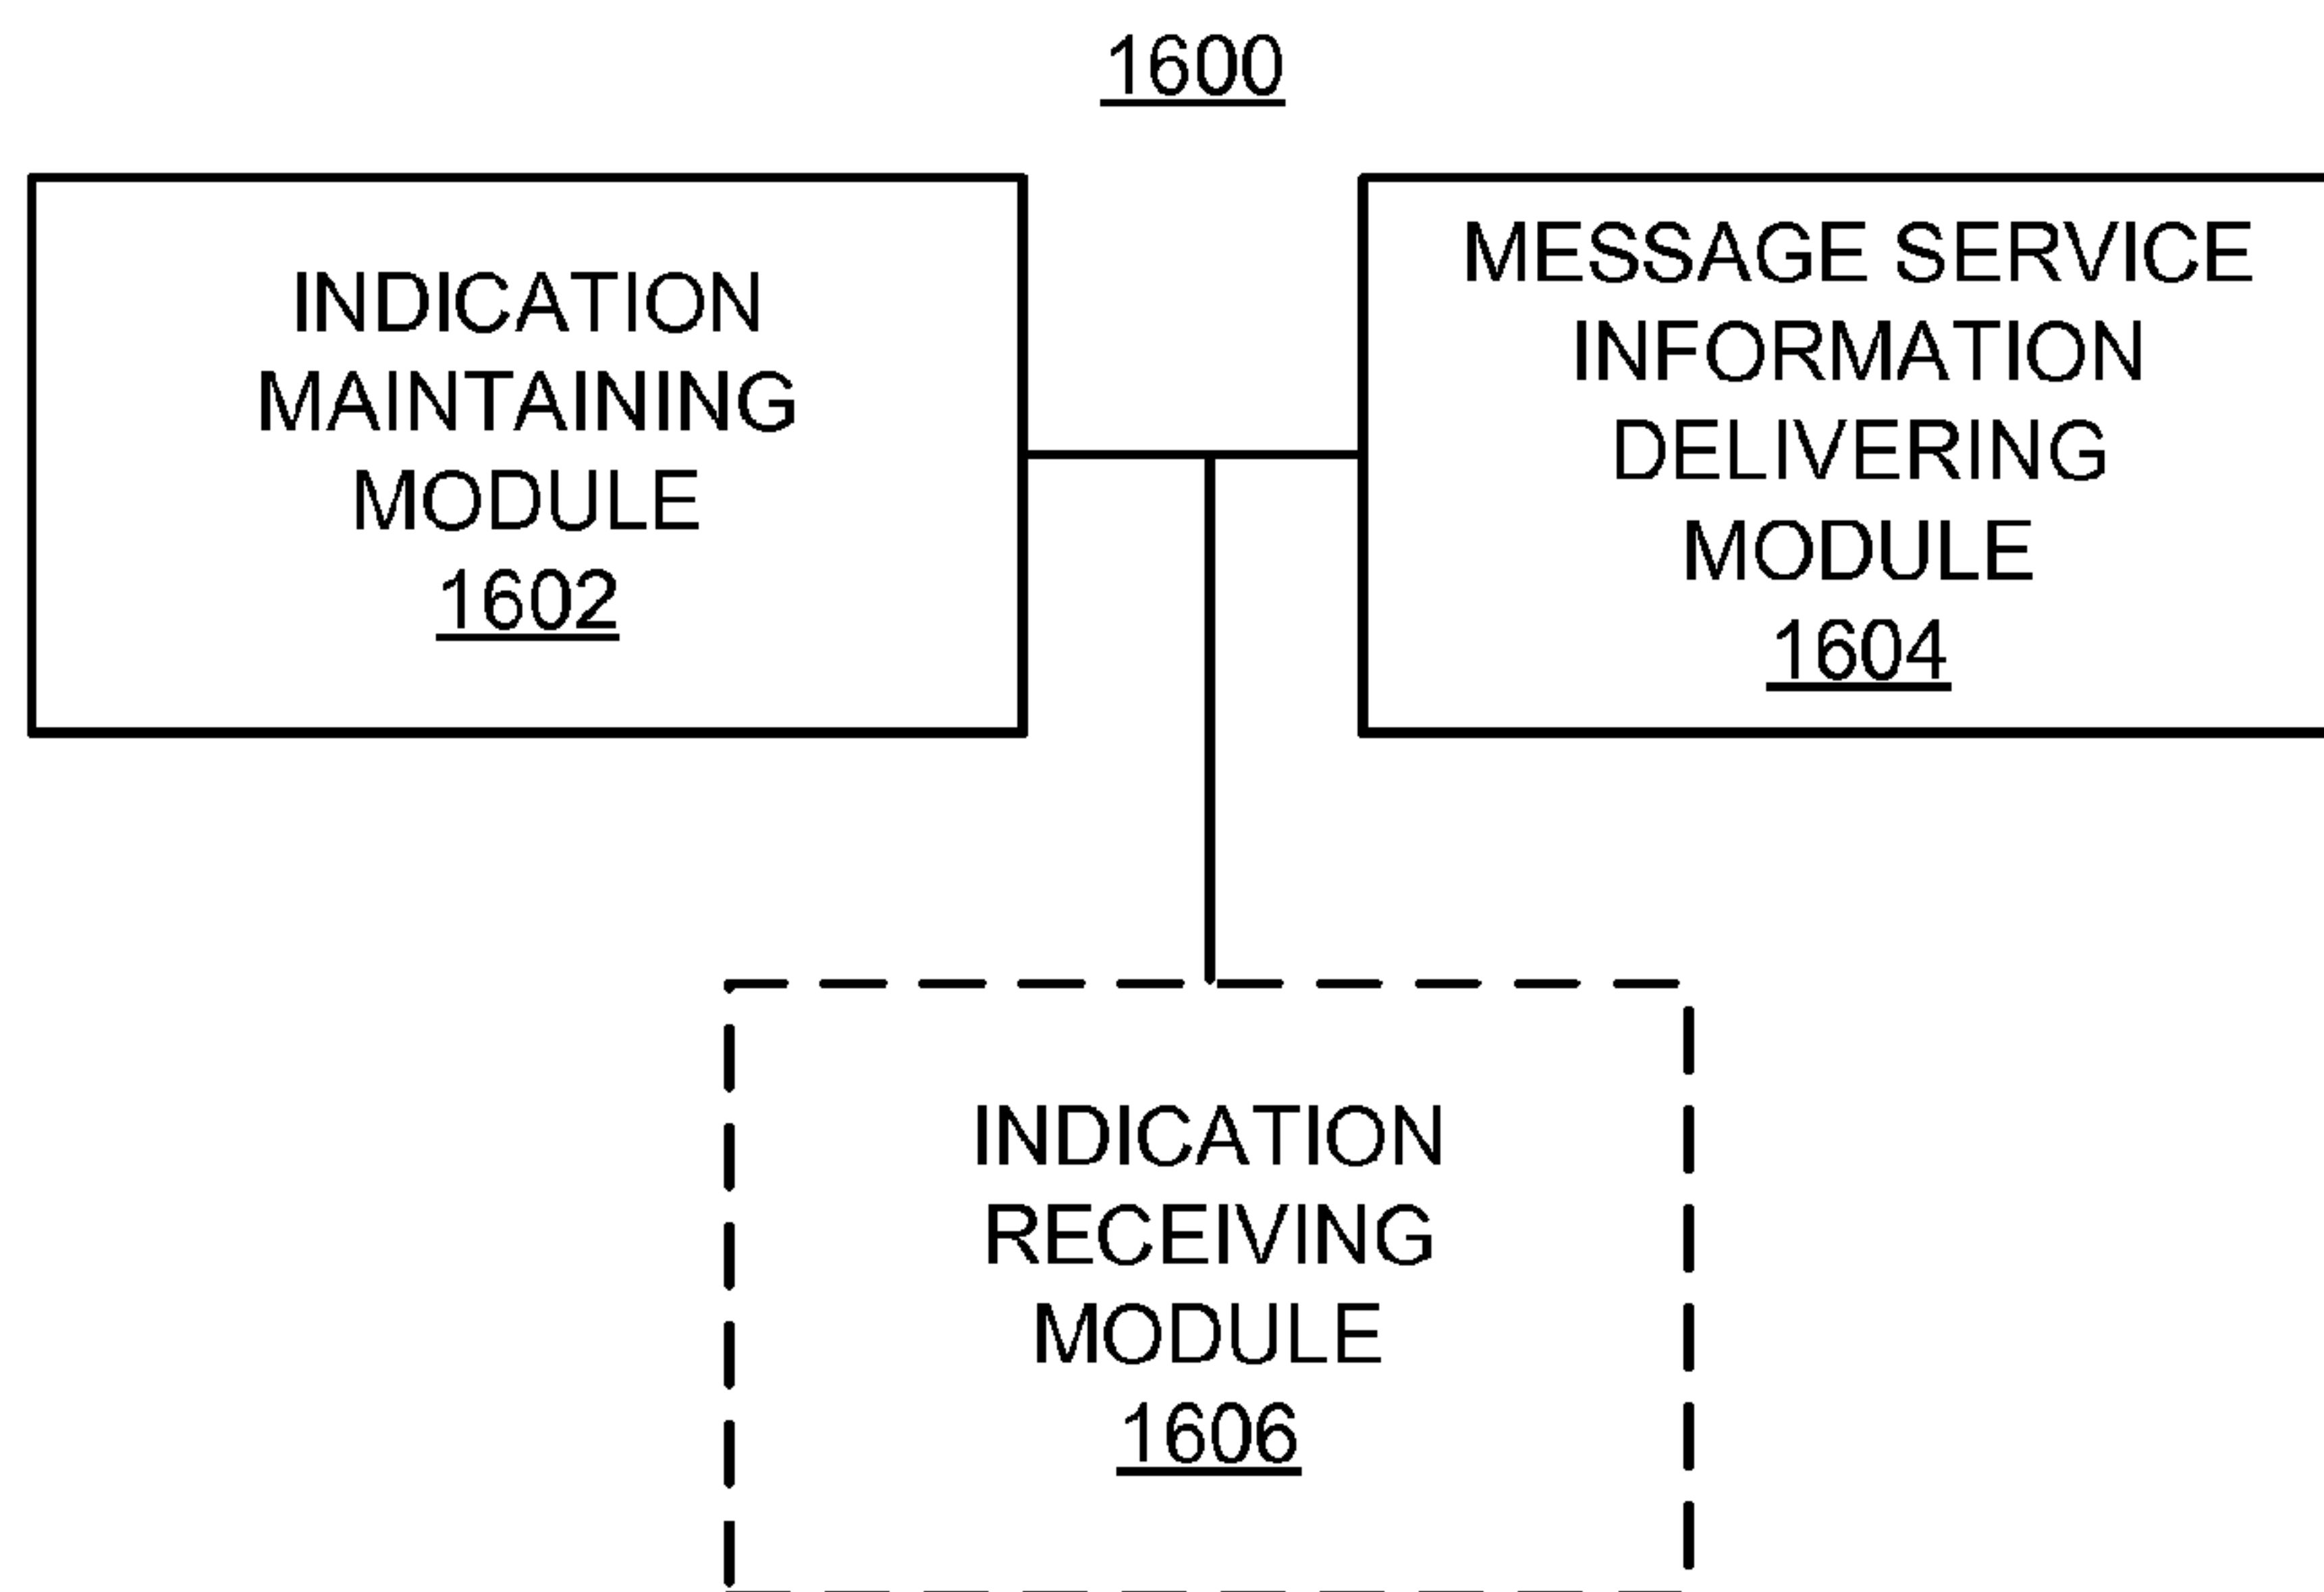 1600
INDICATION
MAINTAINING
MODULE
1602
MESSAGE SERVICE
INFORMATION
DELIVERING
MODULE
1604
INDICATION
RECEIVING
MODULE
1606